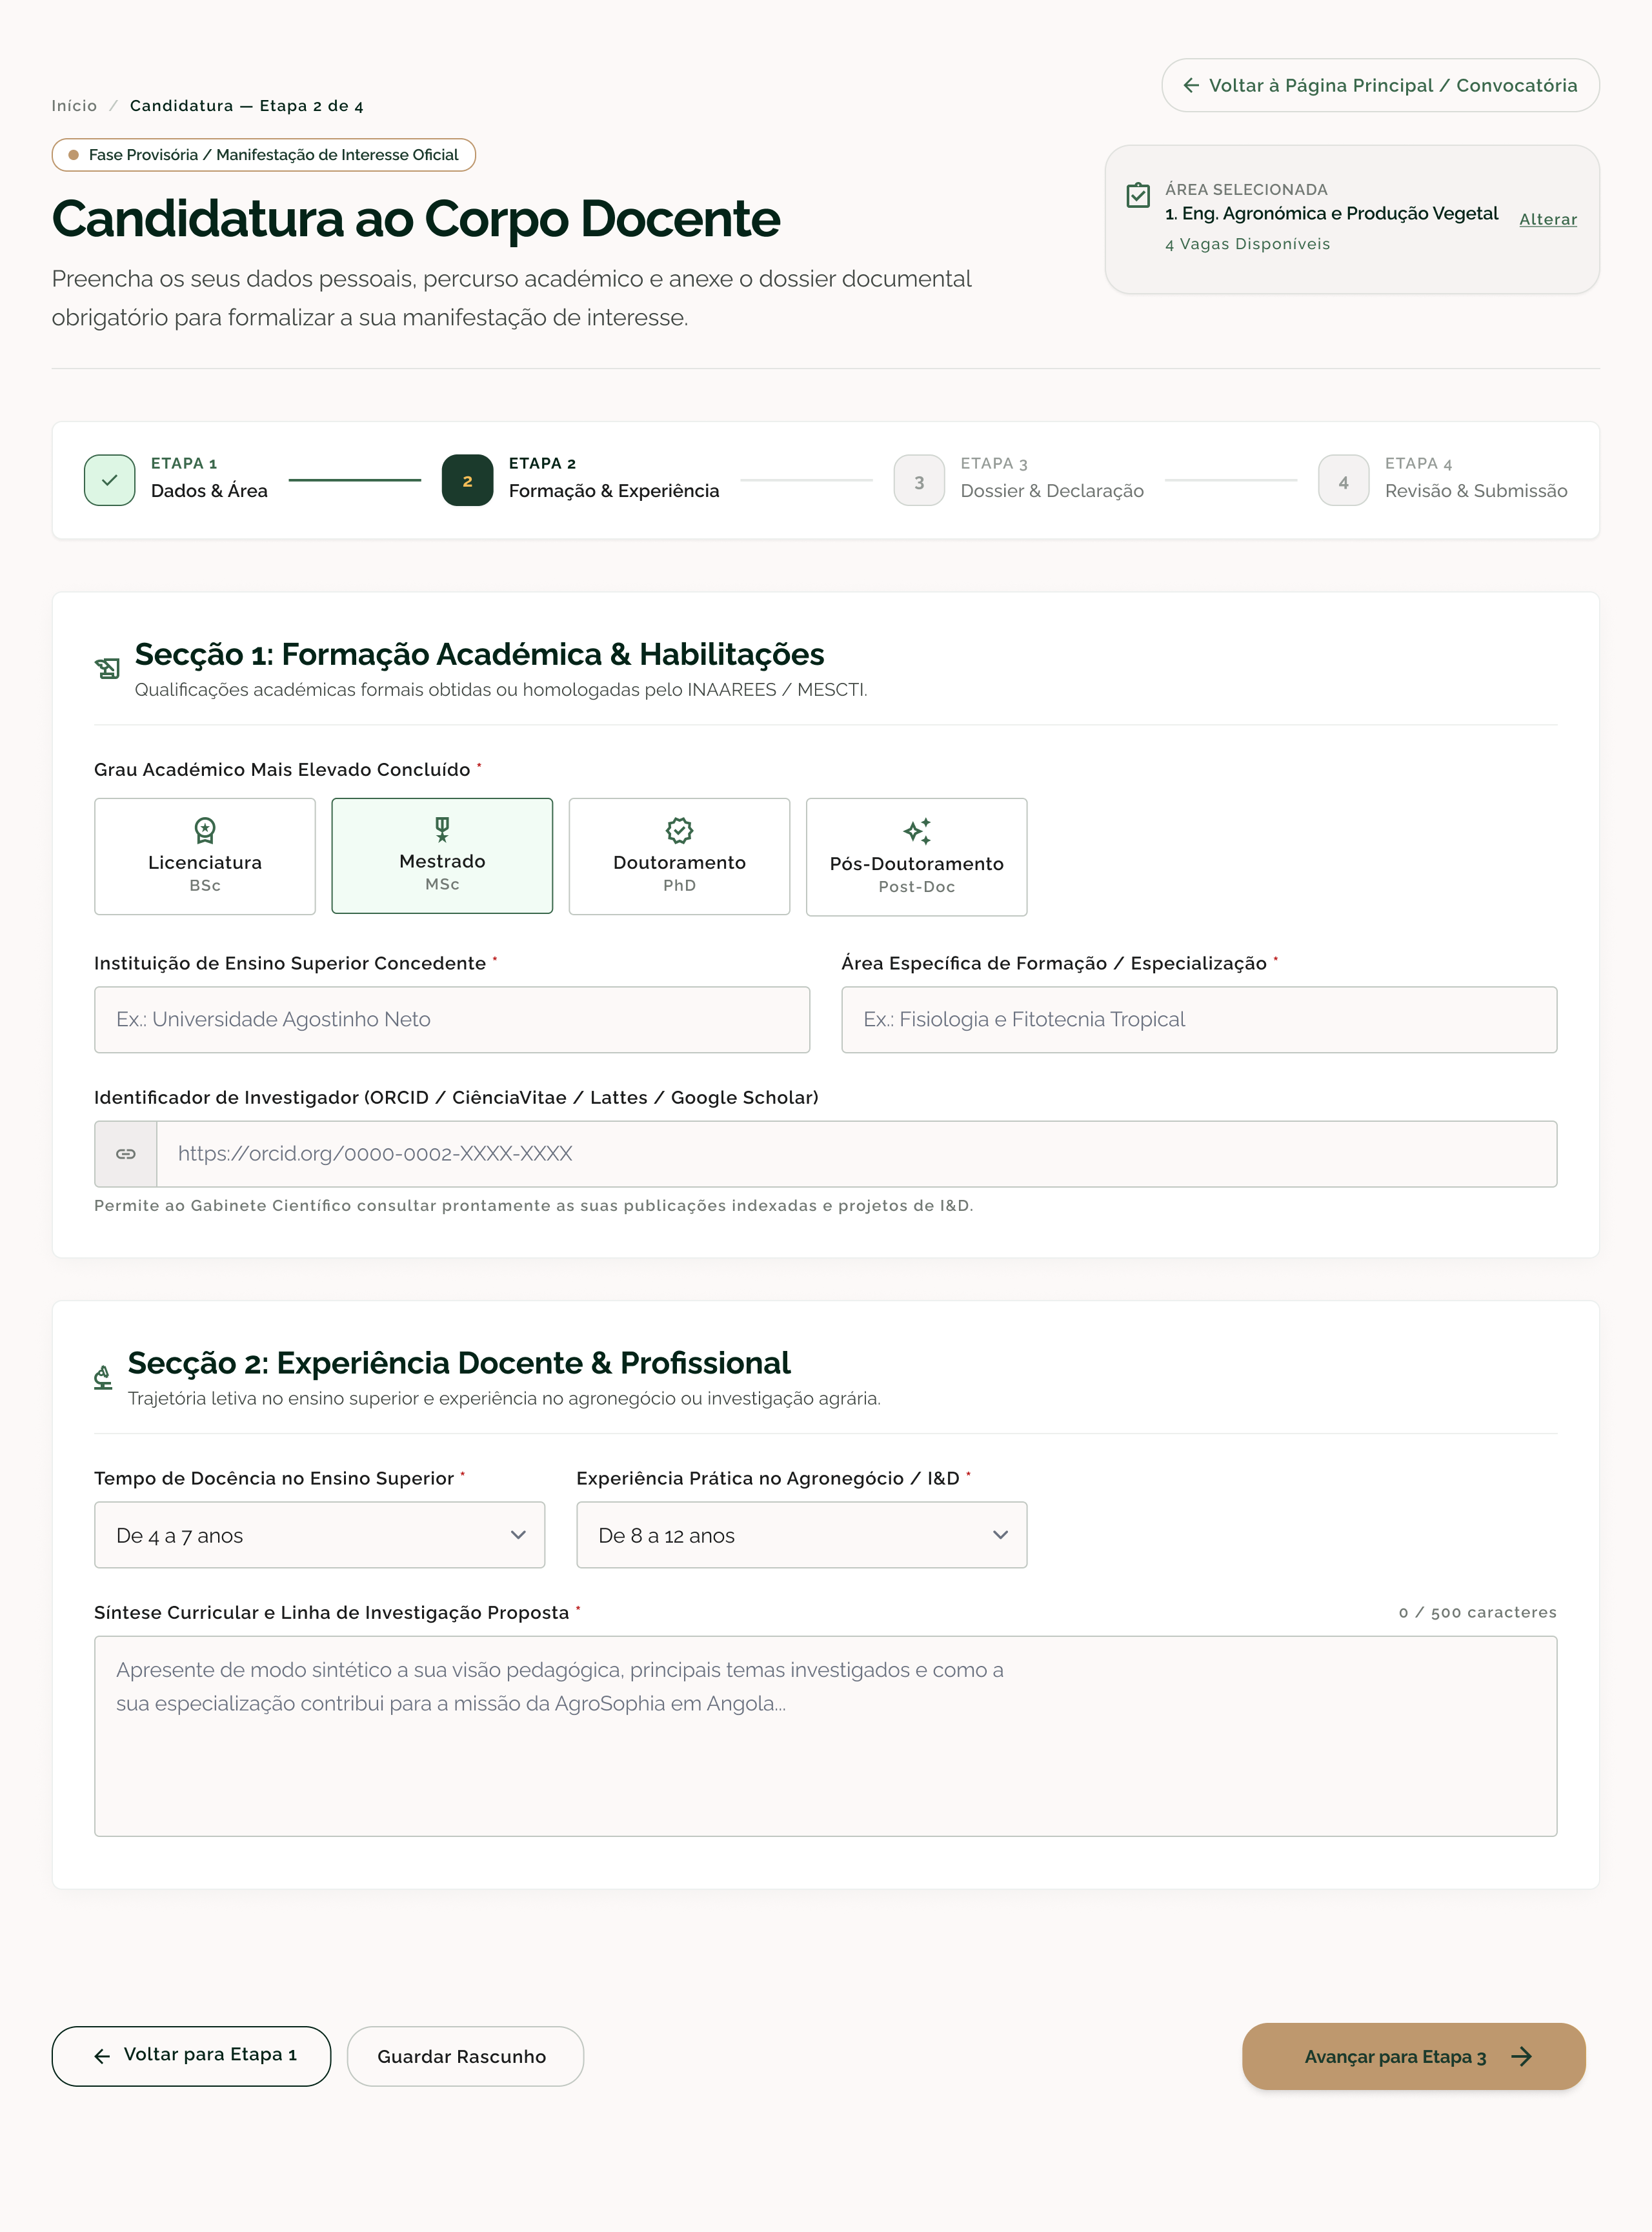 Início / Candidatura — Etapa 2 de 4
Voltar à Página Principal / Convocatória
Fase Provisória / Manifestação de Interesse Oficial
Candidatura ao Corpo Docente
Preencha os seus dados pessoais, percurso académico e anexe o dossier documental
obrigatório para formalizar a sua manifestação de interesse.
ÁREA SELECIONADA
1. Eng. Agronómica e Produção Vegetal
4 Vagas Disponíveis
Alterar
ETAPA 1
Dados & Área
2
ETAPA 2
Formação & Experiência
3
ETAPA 3
Dossier & Declaração
4
ETAPA 4
Revisão & Submissão
Secção 1: Formação Académica & Habilitações
Qualificações académicas formais obtidas ou homologadas pelo INAAREES / MESCTI.
Grau Académico Mais Elevado Concluído *
Licenciatura
BSc
Mestrado
MSc
Doutoramento
PhD
Pós-Doutoramento
Post-Doc
Instituição de Ensino Superior Concedente *
Ex.: Universidade Agostinho Neto
Área Específica de Formação / Especialização *
Ex.: Fisiologia e Fitotecnia Tropical
Identificador de Investigador (ORCID / CiênciaVitae / Lattes / Google Scholar)
https://orcid.org/0000-0002-XXXX-XXXX
Permite ao Gabinete Científico consultar prontamente as suas publicações indexadas e projetos de I&D.
Secção 2: Experiência Docente & Profissional
Trajetória letiva no ensino superior e experiência no agronegócio ou investigação agrária.
Tempo de Docência no Ensino Superior *
De 4 a 7 anos
Experiência Prática no Agronegócio / I&D *
De 8 a 12 anos
Síntese Curricular e Linha de Investigação Proposta *
0 / 500 caracteres
Apresente de modo sintético a sua visão pedagógica, principais temas investigados e como a
sua especialização contribui para a missão da AgroSophia em Angola...
Voltar para Etapa 1
Guardar Rascunho
Avançar para Etapa 3